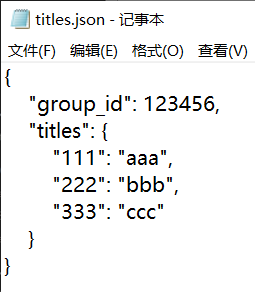 titles.json - 记事本
文件(F) 编辑(E) 格式(O) 查看(V)
{
    "group_id": 123456,
    "titles": {
        "111": "aaa",
        "222": "bbb",
        "333": "ccc"
    }
}